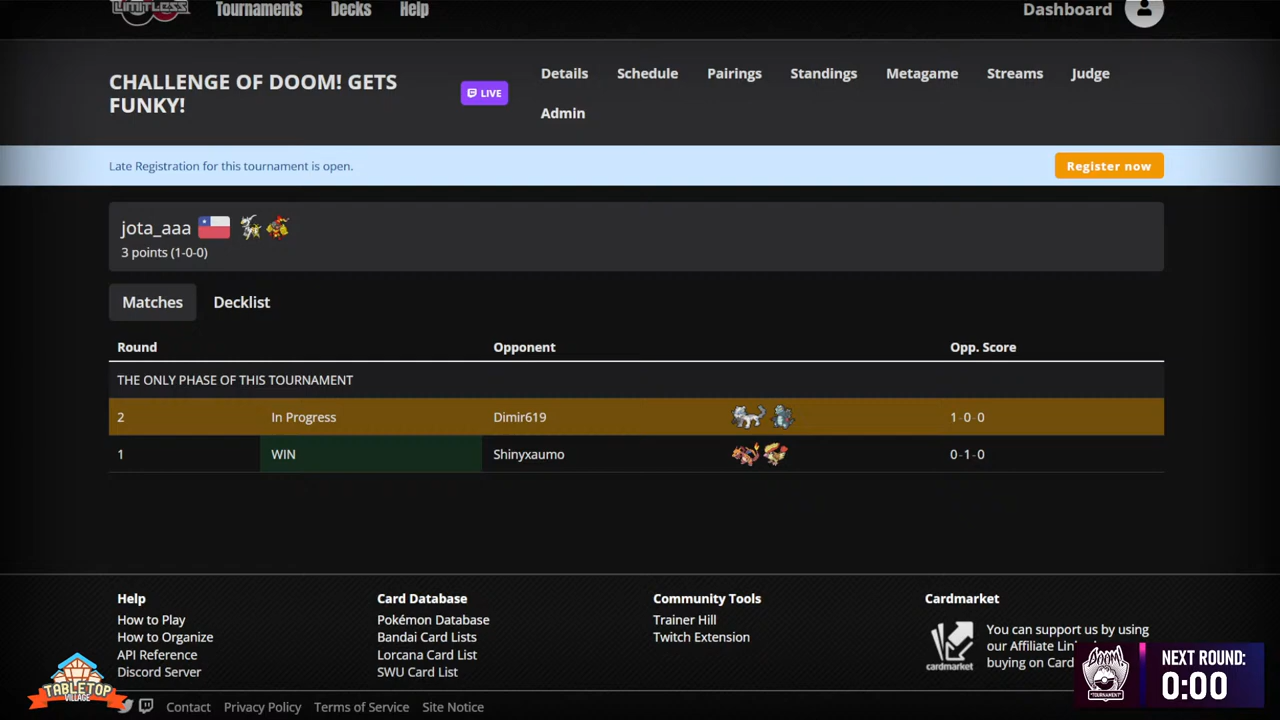 LIMITLESS
Tournaments Decks Help Dashboard
CHALLENGE OF DOOM! GETS
FUNKY!
LIVE
Details Schedule Pairings Standings Metagame Streams Judge
Admin
Late Registration for this tournament is open.
Register now
jota_aaa
3 points (1-0-0)
Matches Decklist
Round Opponent Opp. Score
THE ONLY PHASE OF THIS TOURNAMENT
2 In Progress Dimir619 1-0-0
1 WIN Shinyxaumo 0-1-0
Help
How to Play
How to Organize
API Reference
Discord Server
Card Database
Pokémon Database
Bandai Card Lists
Lorcana Card List
SWU Card List
Community Tools
Trainer Hill
Twitch Extension
Cardmarket
cardmarket
You can support us by using
our Affiliate Lin
buying on Card
TABLETOP
VILLAGE
DOOM
TOURNAMENT
NEXT ROUND:
0:00
Contact Privacy Policy Terms of Service Site Notice